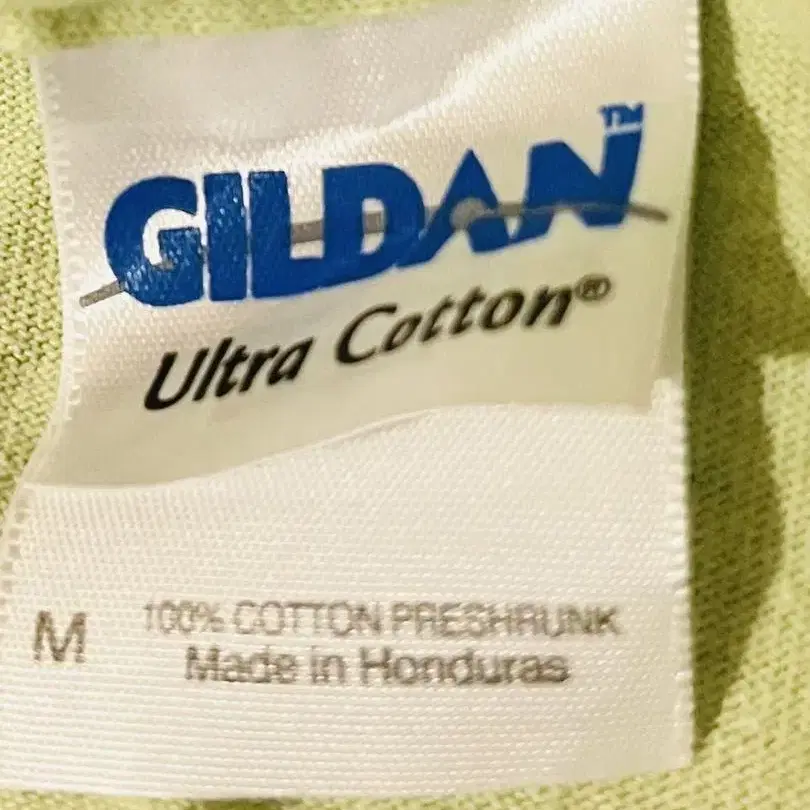 GILDAN™
Ultra Cotton®
M 100% COTTON PRESHRUNK
Made in Honduras